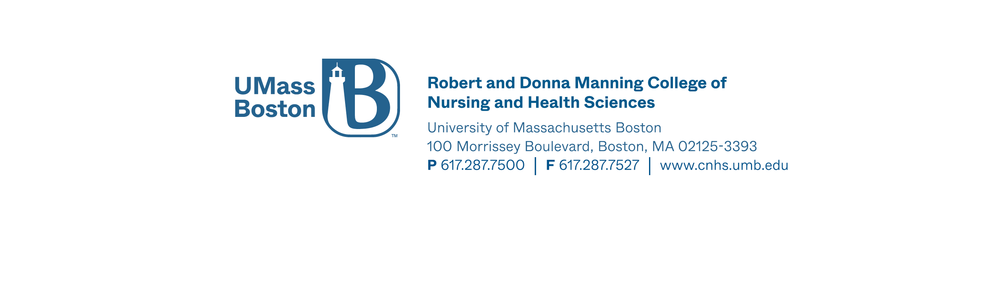 UMass
Boston
B
TM
Robert and Donna Manning College of
Nursing and Health Sciences
University of Massachusetts Boston
100 Morrissey Boulevard, Boston, MA 02125-3393
P 617.287.7500 | F 617.287.7527 | www.cnhs.umb.edu